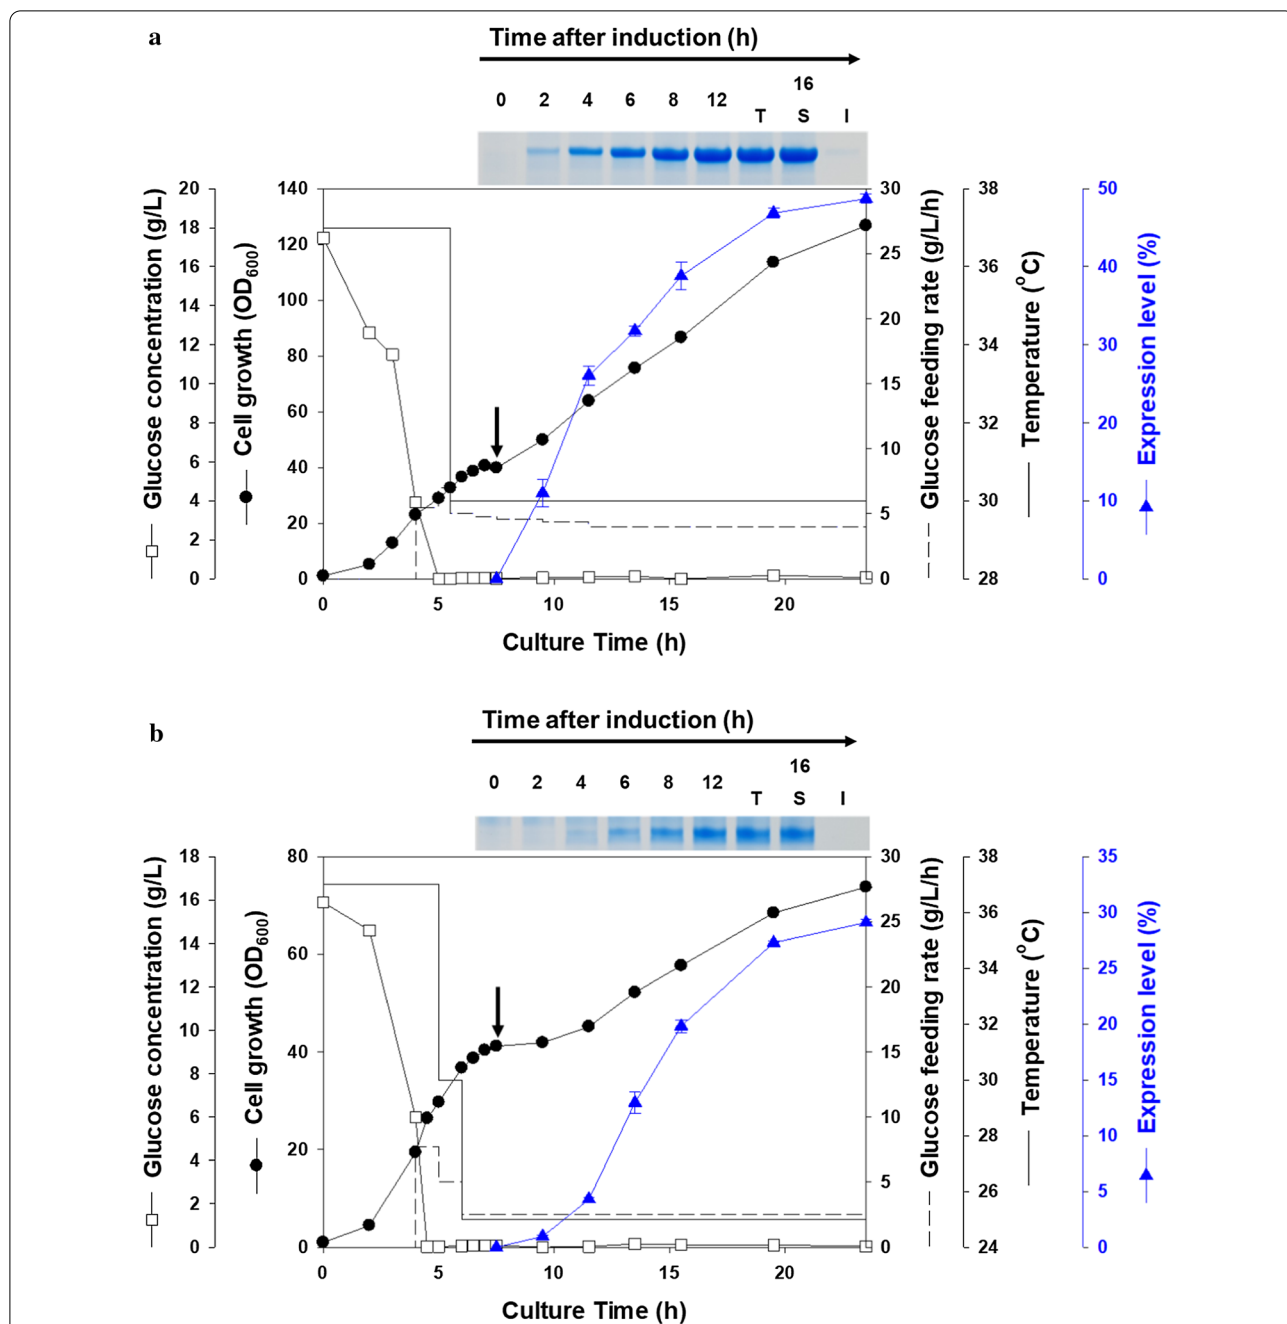 a
Time after induction (h)
16
0 2 4 6 8 12
T S I
20 140 30 38 50
18 120 25 36 40
16 100 20 34 30
14 80 15 32 20
12 60 10 30 10
10 40 5 28 0
8 20 0
6 0
4
2
0
Glucose concentration (g/L)
Cell growth (OD600)
Glucose feeding rate (g/L/h)
Temperature (°C)
Expression level (%)
0 5 10 15 20
Culture Time (h)
b
Time after induction (h)
16
0 2 4 6 8 12
T S I
18 80 30 38 35
16 60 25 36 30
14 40 20 34 25
12 20 15 32 20
10 0 10 30 15
8 5 28 10
6 0 26 5
4 24 0
2
0
Glucose concentration (g/L)
Cell growth (OD600)
Glucose feeding rate (g/L/h)
Temperature (°C)
Expression level (%)
0 5 10 15 20
Culture Time (h)